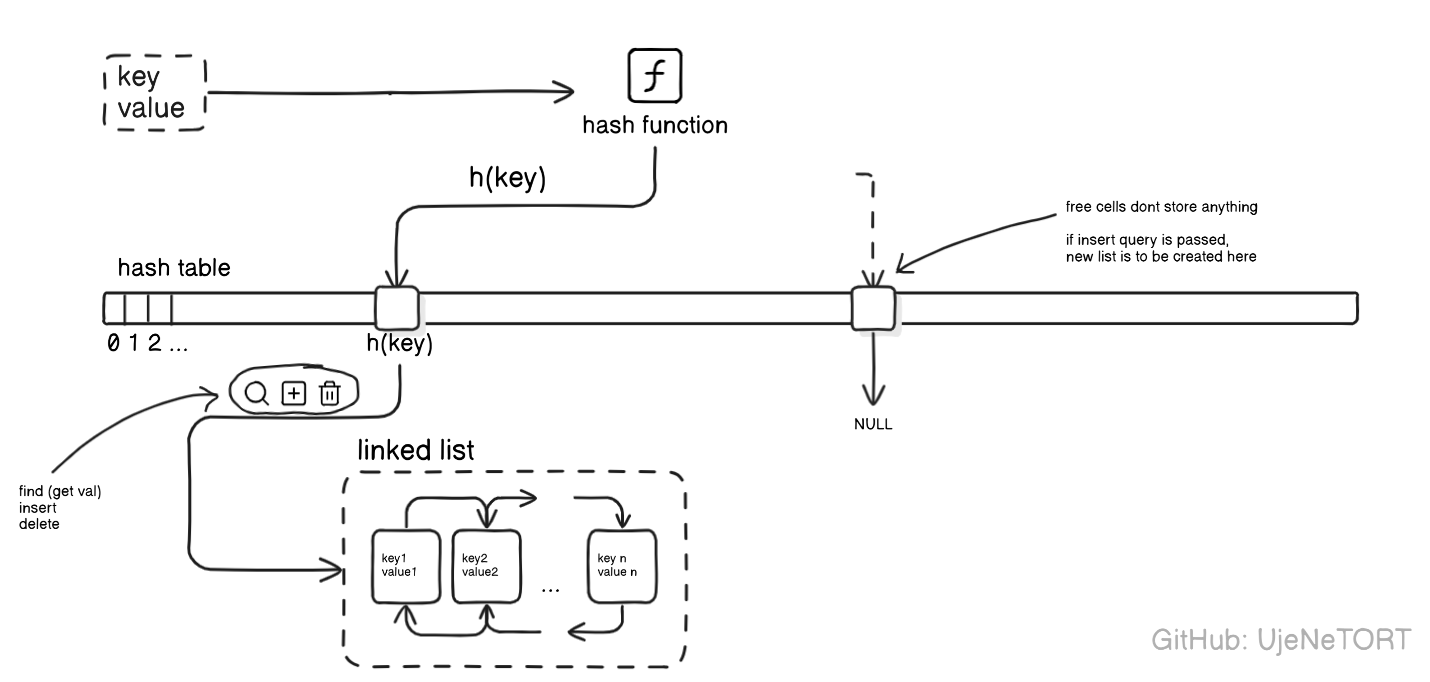 key
value
f
hash function
h(key)
free cells dont store anything
if insert query is passed,
new list is to be created here
hash table
0 1 2 ...
h(key)
NULL
linked list
find (get val)
insert
delete
key1
value1
key2
value2
...
key n
value n
GitHub: UjeNeTORT